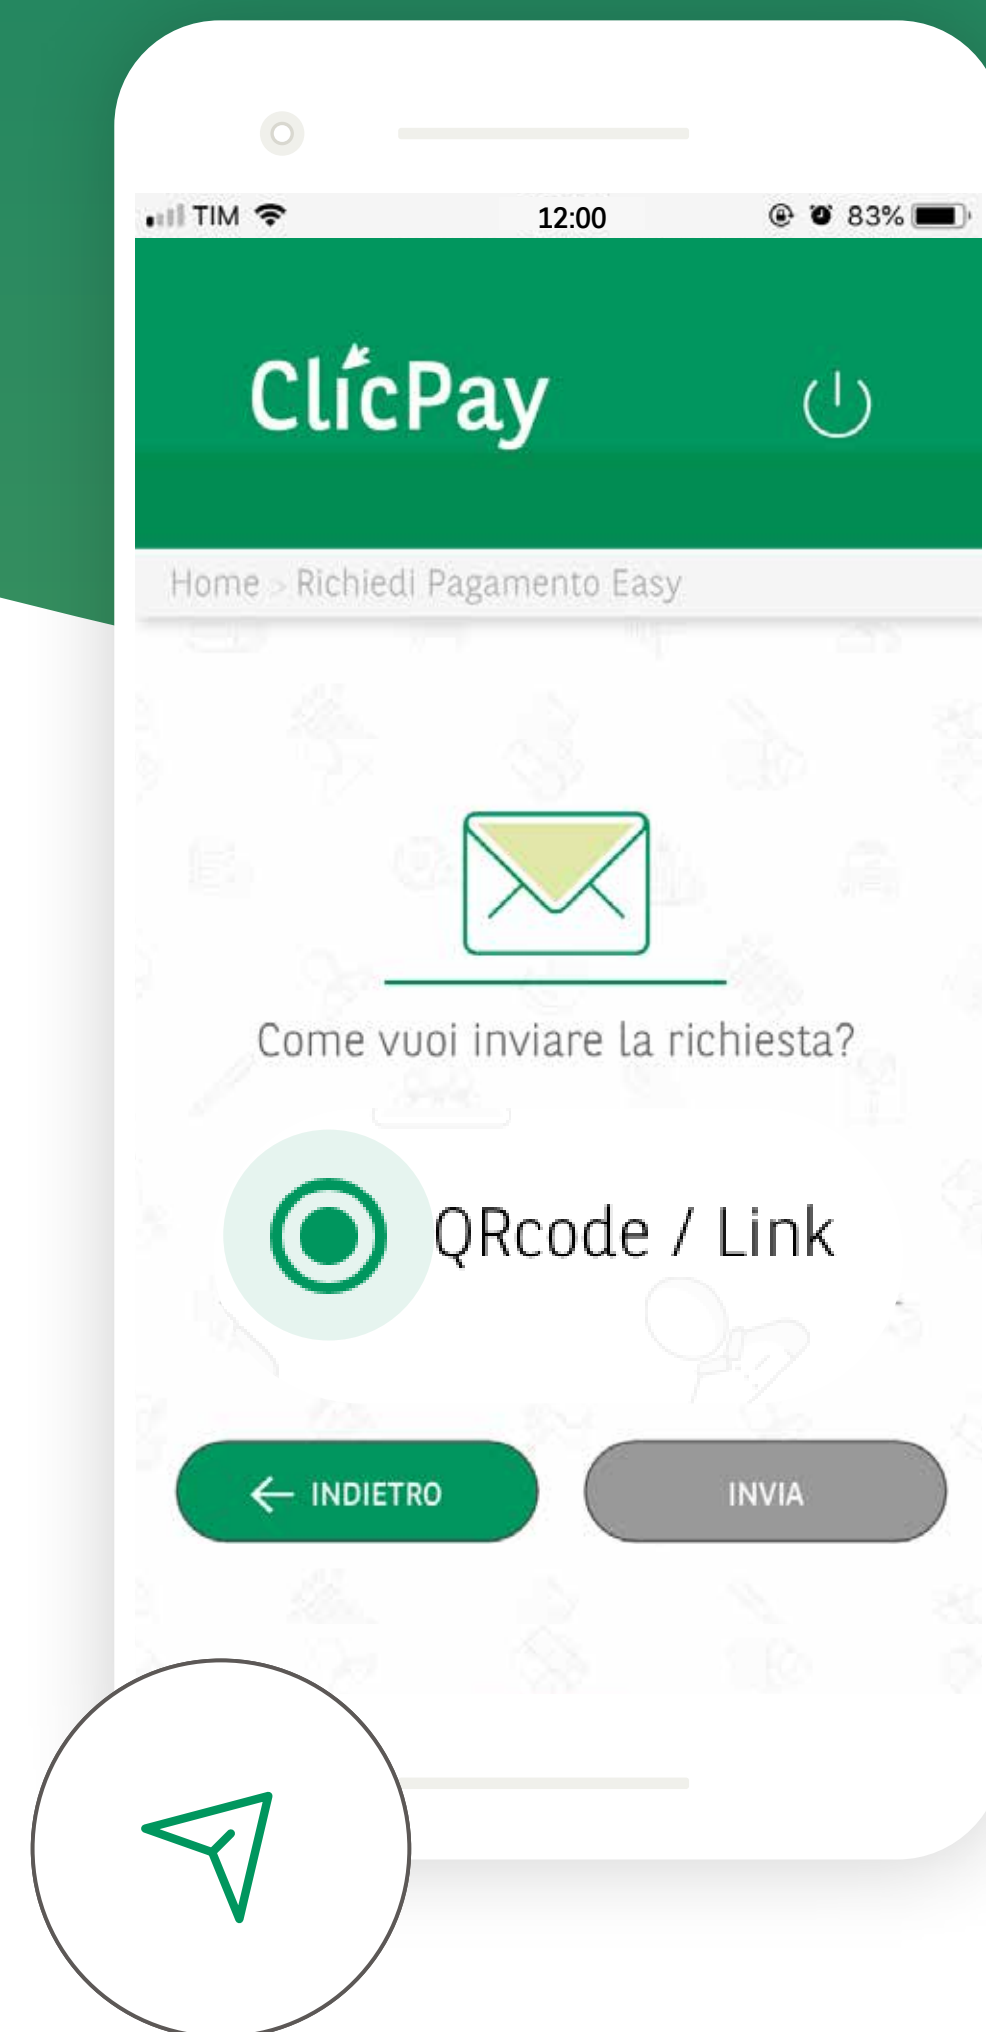 TIM 12:00 83%
ClicPay
Home > Richiedi Pagamento Easy
Come vuoi inviare la richiesta?
QRcode / Link
← INDIETRO
INVIA